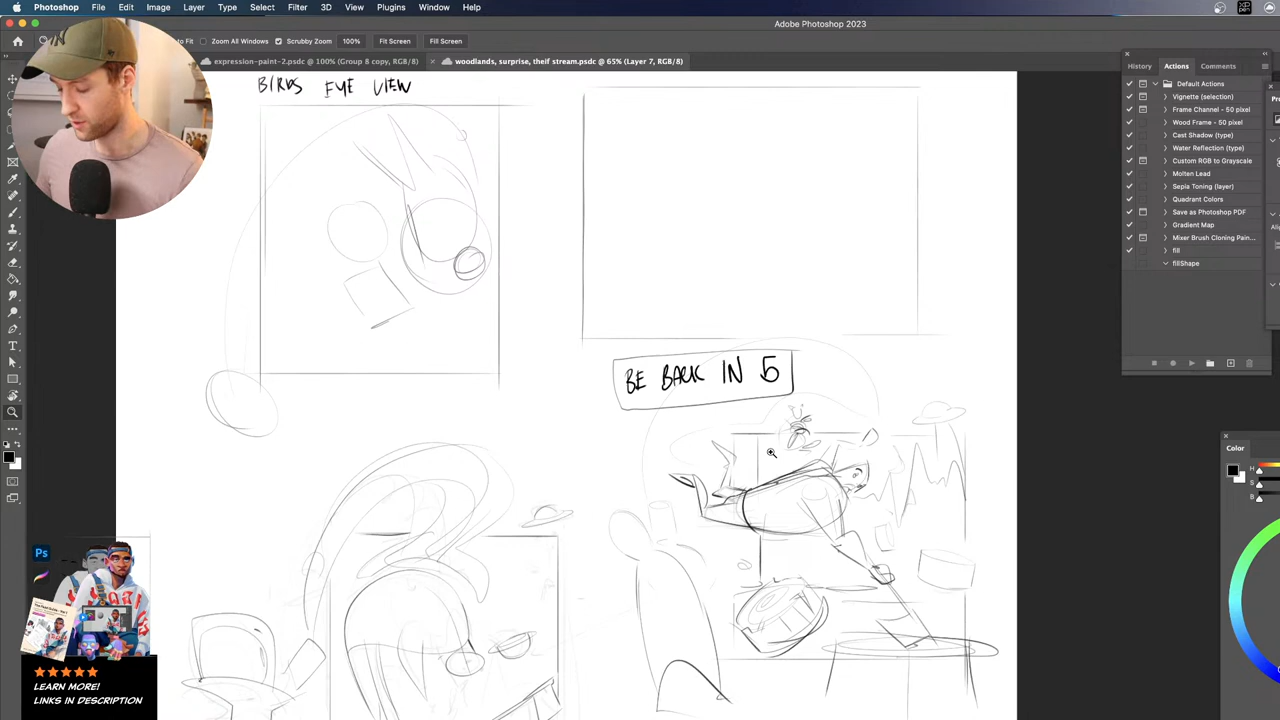 Photoshop File Edit Image Layer Type Select Filter 3D View Plugins Window Help
Adobe Photoshop 2023
to Fit Zoom All Windows Scrubby Zoom 100% Fit Screen Fill Screen
expression-paint-2.psdc @ 100% (Group 8 copy, RGB/8)
woodlands, surprise, theif stream.psdc @ 65% (Layer 7, RGB/8)
BIRDS EYE VIEW
BE BACK IN 5
History Actions Comments
Default Actions
Vignette (selection)
Frame Channel - 50 pixel
Wood Frame - 50 pixel
Cast Shadow (type)
Water Reflection (type)
Custom RGB to Grayscale
Molten Lead
Sepia Toning (layer)
Quadrant Colors
Save as Photoshop PDF
Gradient Map
Mixer Brush Cloning Pain...
fill
fillShape
Color
H
S
B
Ps
LEARN MORE!
LINKS IN DESCRIPTION